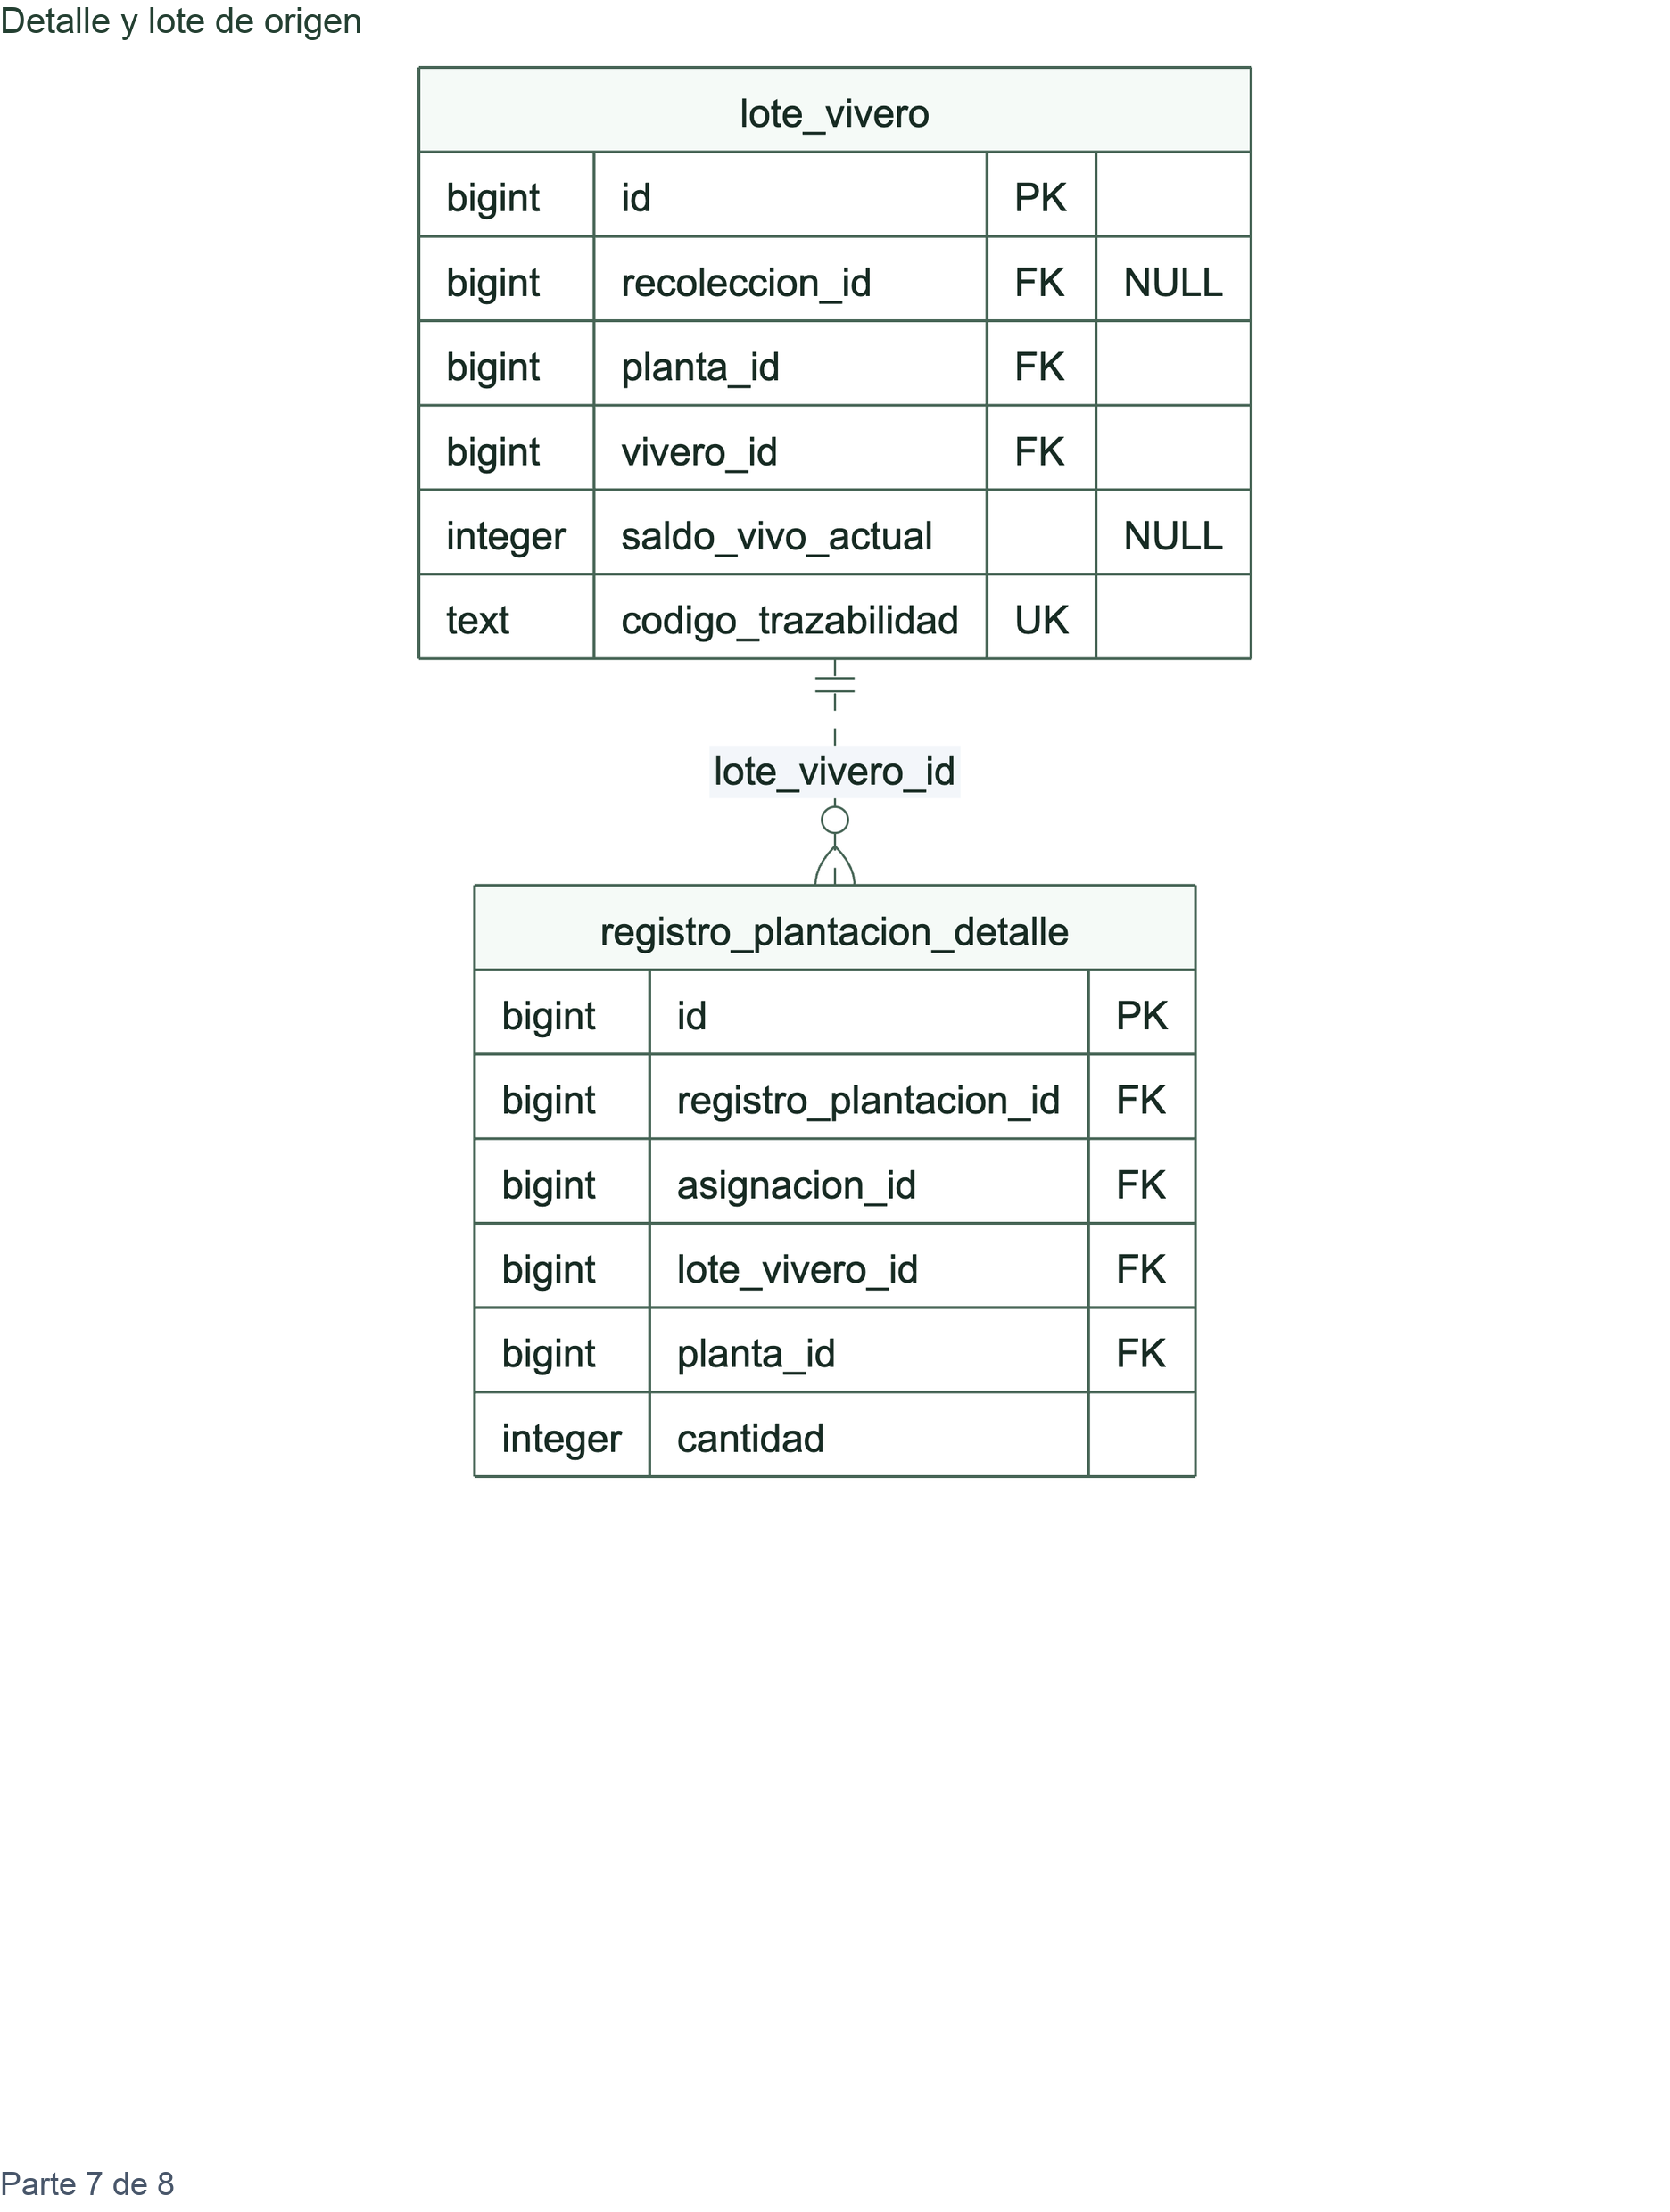 Detalle y lote de origen
lote_vivero
bigint id PK
bigint recoleccion_id FK NULL
bigint planta_id FK
bigint vivero_id FK
integer saldo_vivo_actual NULL
text codigo_trazabilidad UK
lote_vivero_id
registro_plantacion_detalle
bigint id PK
bigint registro_plantacion_id FK
bigint asignacion_id FK
bigint lote_vivero_id FK
bigint planta_id FK
integer cantidad
Parte 7 de 8